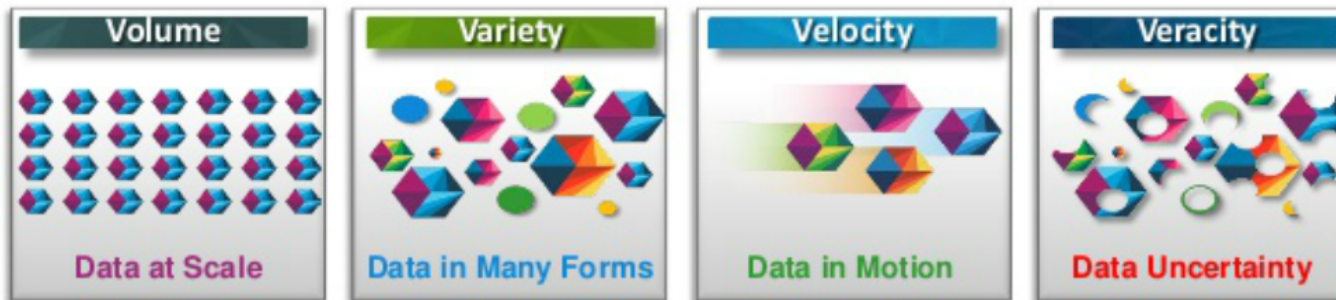 Volume
Data at Scale
Variety
Data in Many Forms
Velocity
Data in Motion
Veracity
Data Uncertainty